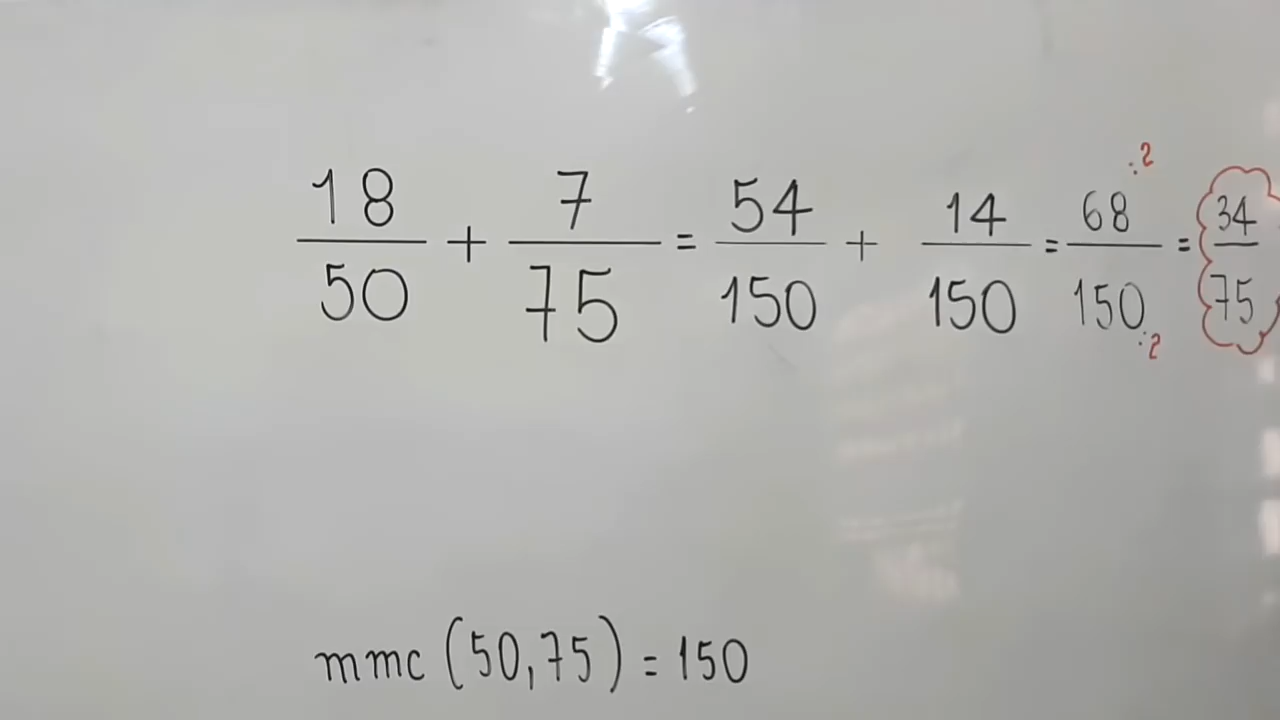 18/50 + 7/75 = 54/150 + 14/150 = 68 :2/150 :2 = 34/75
mmc (50,75) = 150